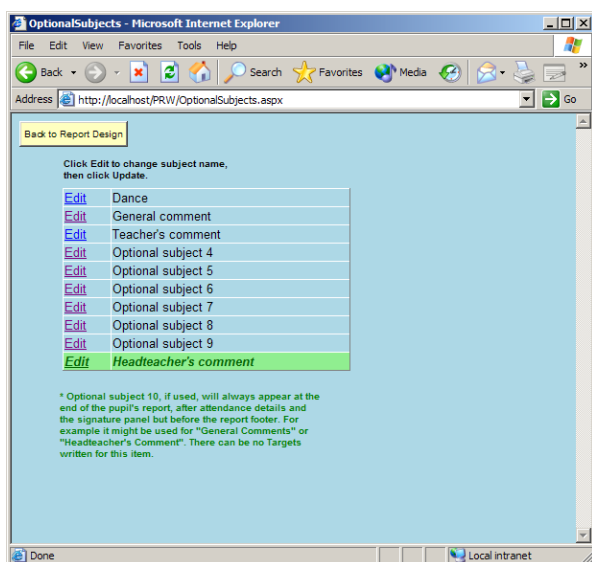 OptionalSubjects - Microsoft Internet Explorer
File Edit View Favorites Tools Help
Back Search Favorites Media »
Address http://localhost/PRW/OptionalSubjects.aspx Go
Back to Report Design
Click Edit to change subject name,
then click Update.
Edit Dance
Edit General comment
Edit Teacher's comment
Edit Optional subject 4
Edit Optional subject 5
Edit Optional subject 6
Edit Optional subject 7
Edit Optional subject 8
Edit Optional subject 9
Edit Headteacher's comment
* Optional subject 10, if used, will always appear at the
end of the pupil's report, after attendance details and
the signature panel but before the report footer. For
example it might be used for "General Comments" or
"Headteacher's Comment". There can be no Targets
written for this item.
Done Local intranet